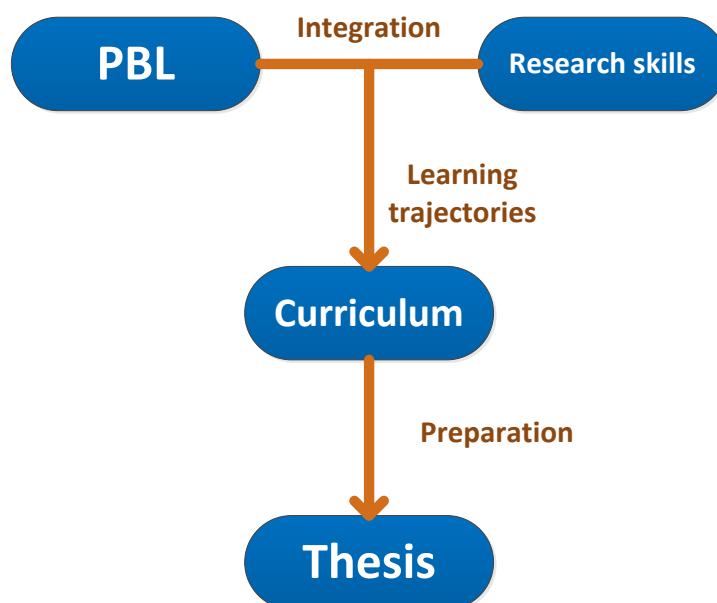 Integration
PBL
Research skills
Learning
trajectories
Curriculum
Preparation
Thesis